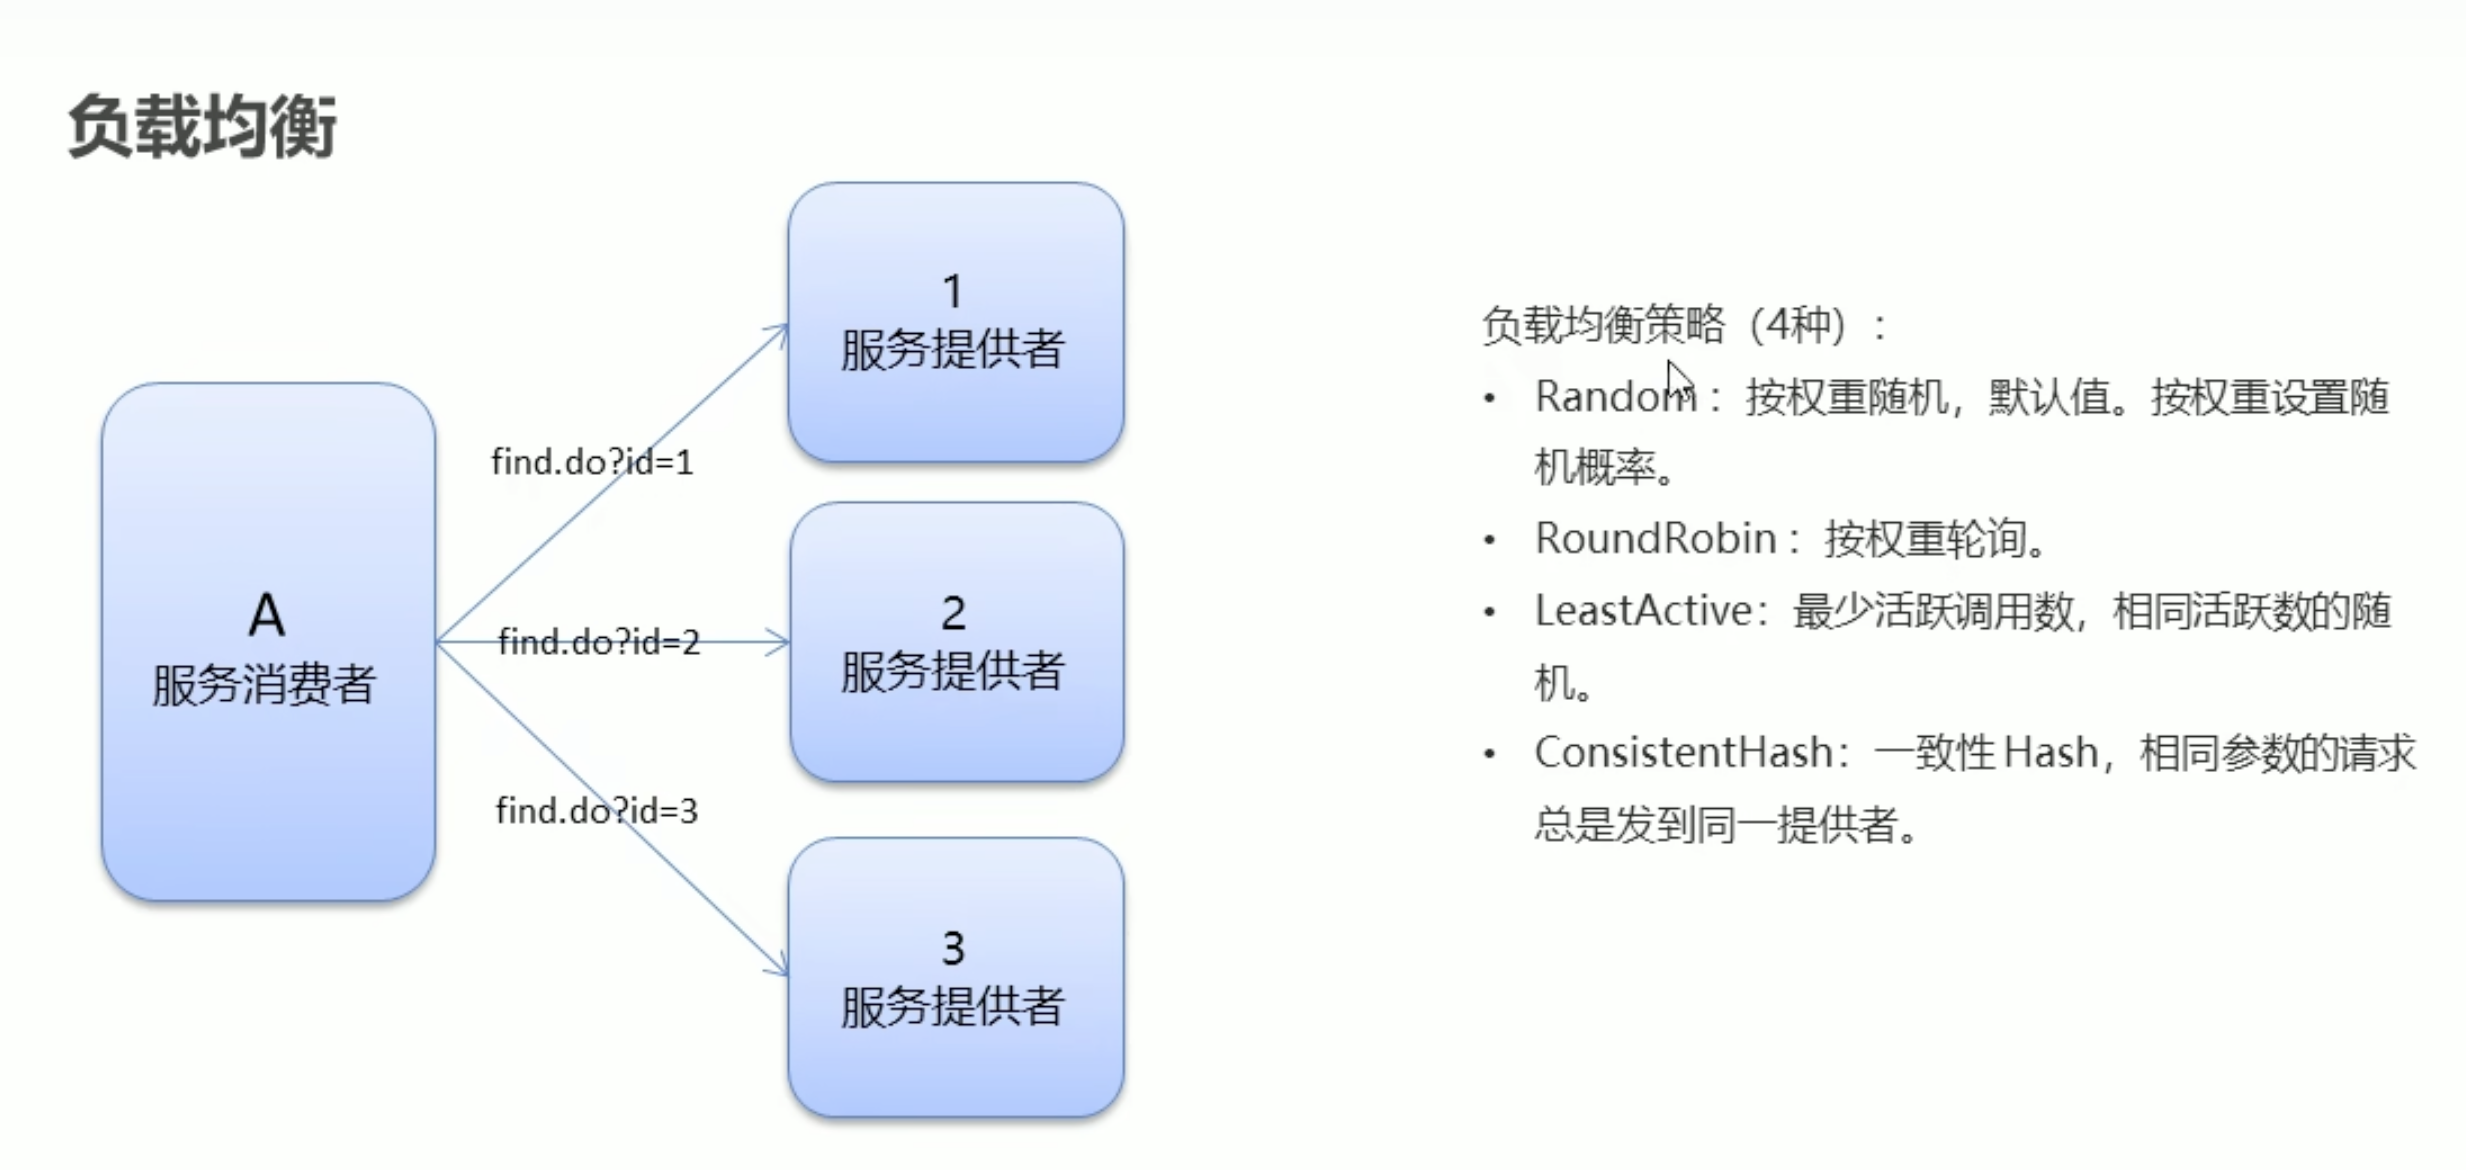 负载均衡
1
服务提供者
A
服务消费者
find.do?id=1
2
服务提供者
find.do?id=2
3
服务提供者
find.do?id=3
负载均衡策略（4种）：
• Random：按权重随机，默认值。按权重设置随
机概率。
• RoundRobin：按权重轮询。
• LeastActive：最少活跃调用数，相同活跃数的随
机。
• ConsistentHash：一致性 Hash，相同参数的请求
总是发到同一提供者。